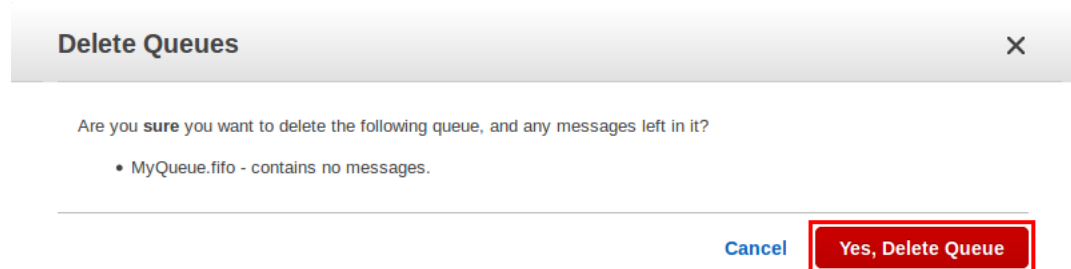 Delete Queues
Are you sure you want to delete the following queue, and any messages left in it?
• MyQueue.fifo - contains no messages.
Cancel Yes, Delete Queue